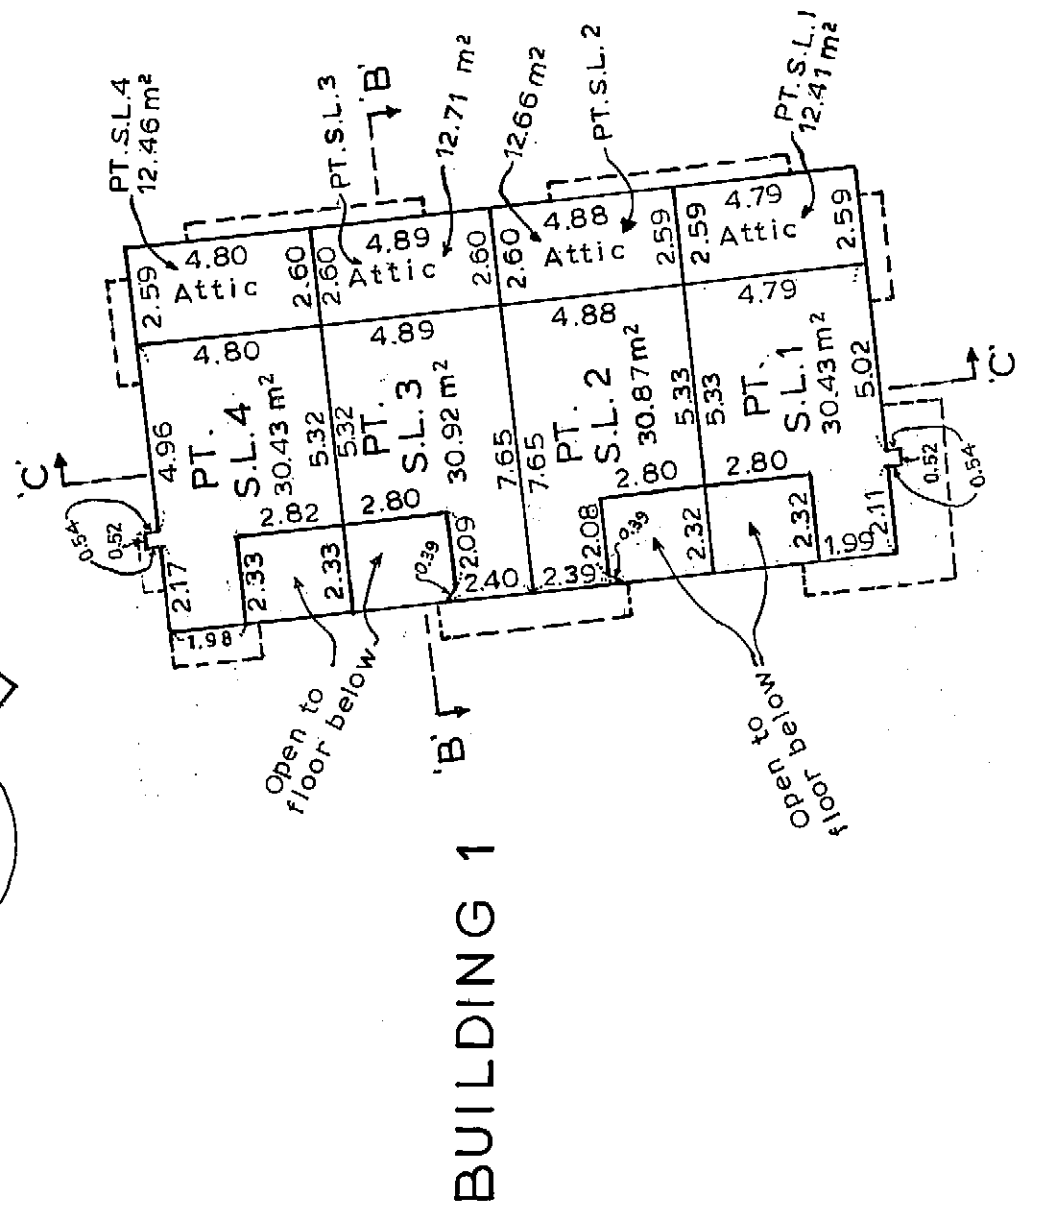 PT. S.L.4
12.46 m²
PT. S.L.3
'B'
12.71 m²
12.66 m²
PT. S.L. 2
PT. S.L. 1
12.41 m²
2.59
4.80
Attic
2.60
2.60
4.89
Attic
2.60
2.60
4.88
Attic
2.59
2.59
4.79
Attic
2.59
4.80
4.89
4.88
4.79
'C'
4.96
PT.
S.L. 4
30.43 m²
5.32
5.32
PT.
S.L. 3
30.92 m²
7.65
7.65
PT.
S.L. 2
30.87 m²
5.33
5.33
PT.
S.L. 1
30.43 m²
5.02
'C'
0.54
0.52
2.17
2.82
2.33
2.33
2.80
0.39
2.09
2.40
2.39
2.08
0.39
2.80
2.32
2.80
2.32
1.99
2.11
0.52
0.54
1.98
Open to
floor below
'B'
Open to
floor below
BUILDING 1